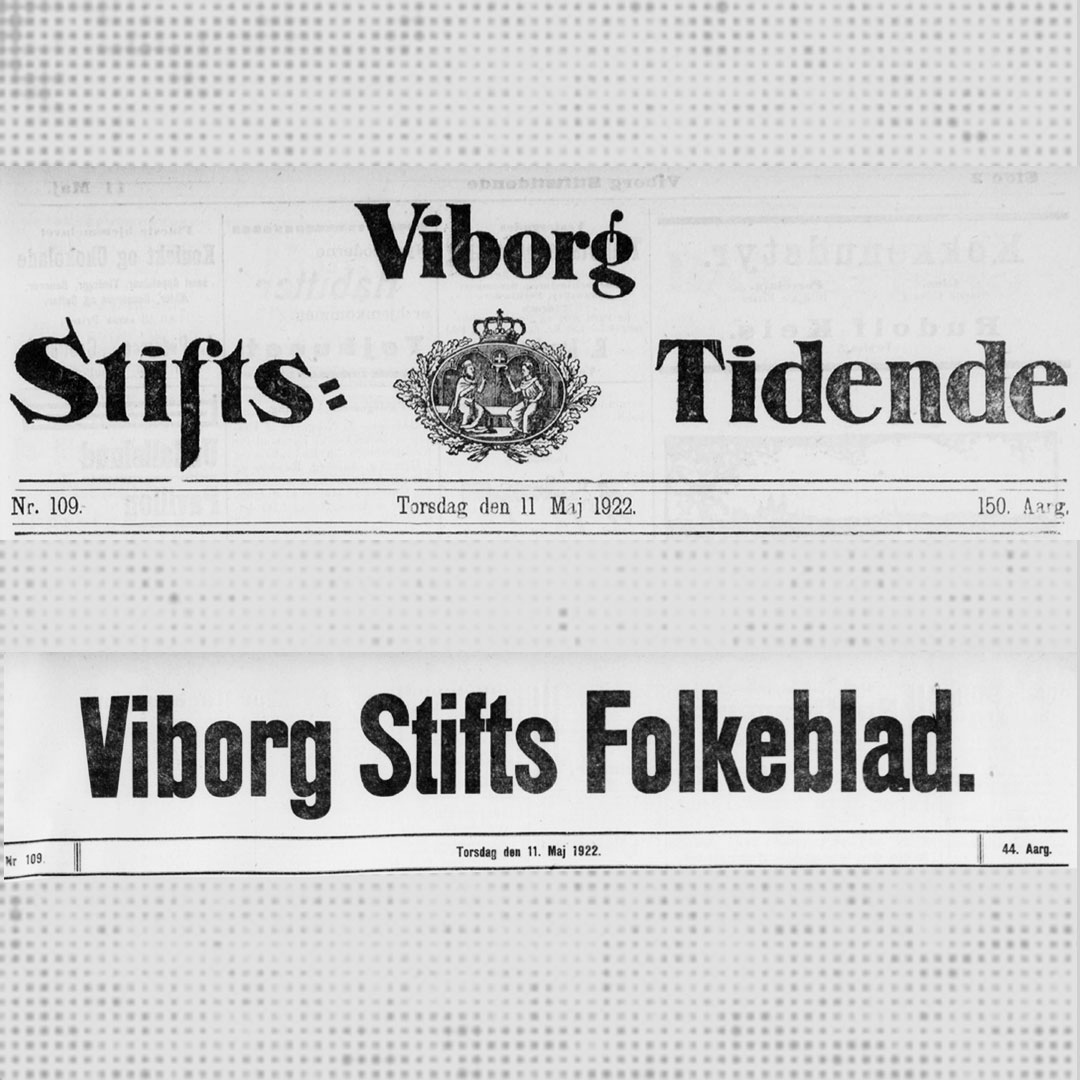 Viborg
Stifts= Tidende
Nr. 109. Torsdag den 11 Maj 1922. 150. Aarg.
Viborg Stifts Folkeblad.
Nr 109. Torsdag den 11. Maj 1922. 44. Aarg.